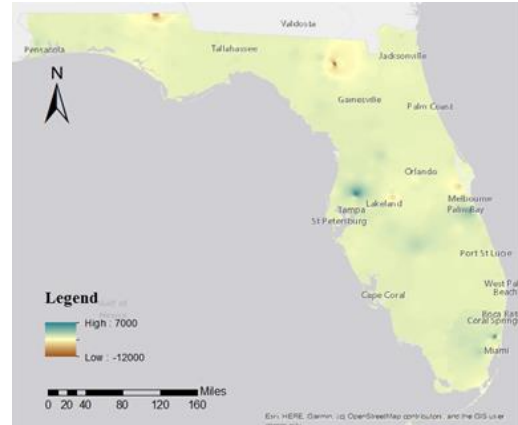 Valdosta
Pensacola
Tallahassee
Jacksonville
N
Gainesville
Palm Coast
Orlando
Lakeland
Melbourne
Tampa
Palm Bay
St Petersburg
Port St Lucie
Legend
Cape Coral
West Pal
Beach
High : 7000
Boca Rat
Coral Springs
Miami
Low : -12000
Miles
0 20 40 80 120 160
Esri, HERE, Garmin, (c) OpenStreetMap contributors, and the GIS user